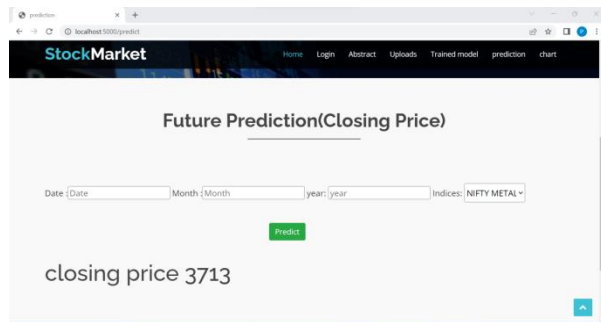 prediction
localhost:5000/predict
StockMarket
Home Login Abstract Uploads Trained model prediction chart
Future Prediction(Closing Price)
Date : Date Month : Month year: year Indices: NIFTY METAL
Predict
closing price 3713